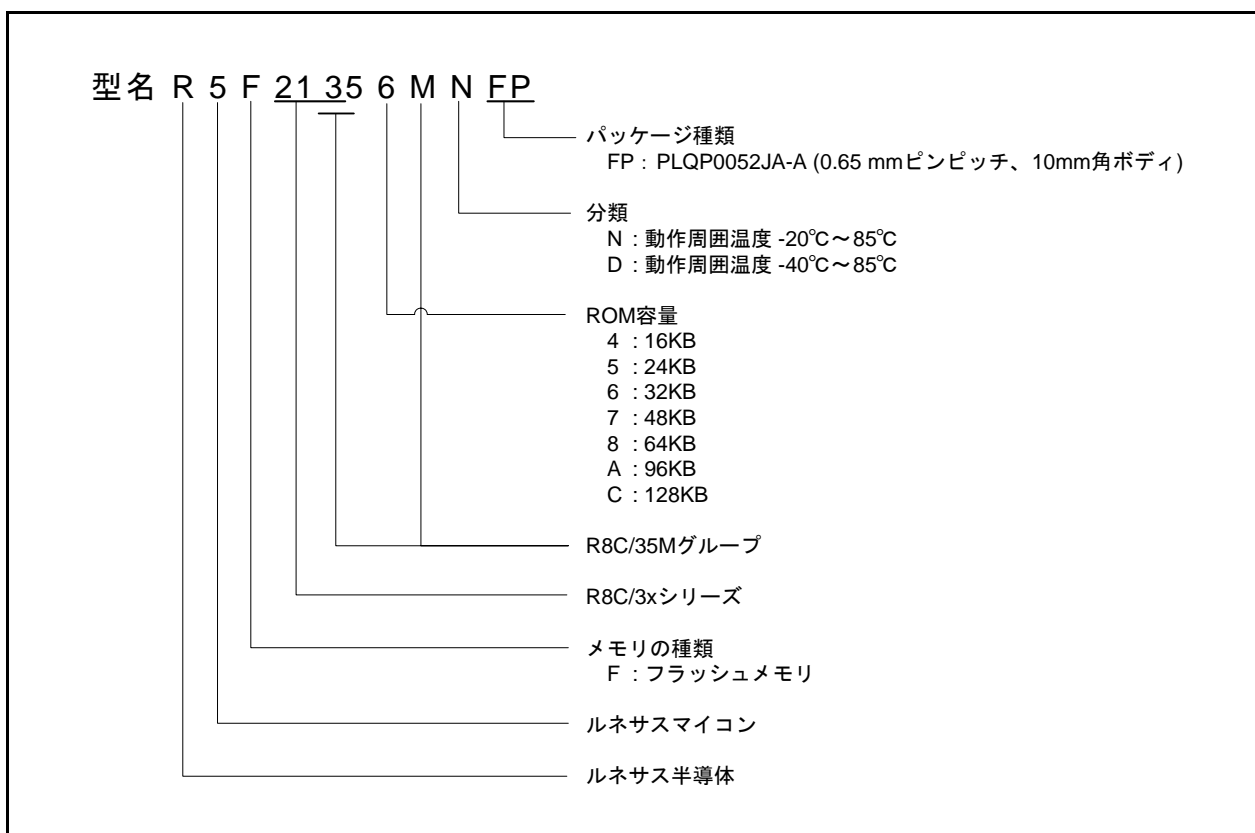 型名 R 5 F 21 35 6 M N FP
パッケージ種類
FP : PLQP0052JA-A (0.65 mmピンピッチ、10mm角ボディ)
分類
N : 動作周囲温度 -20℃～85℃
D : 動作周囲温度 -40℃～85℃
ROM容量
4 : 16KB
5 : 24KB
6 : 32KB
7 : 48KB
8 : 64KB
A : 96KB
C : 128KB
R8C/35Mグループ
R8C/3xシリーズ
メモリの種類
F : フラッシュメモリ
ルネサスマイコン
ルネサス半導体